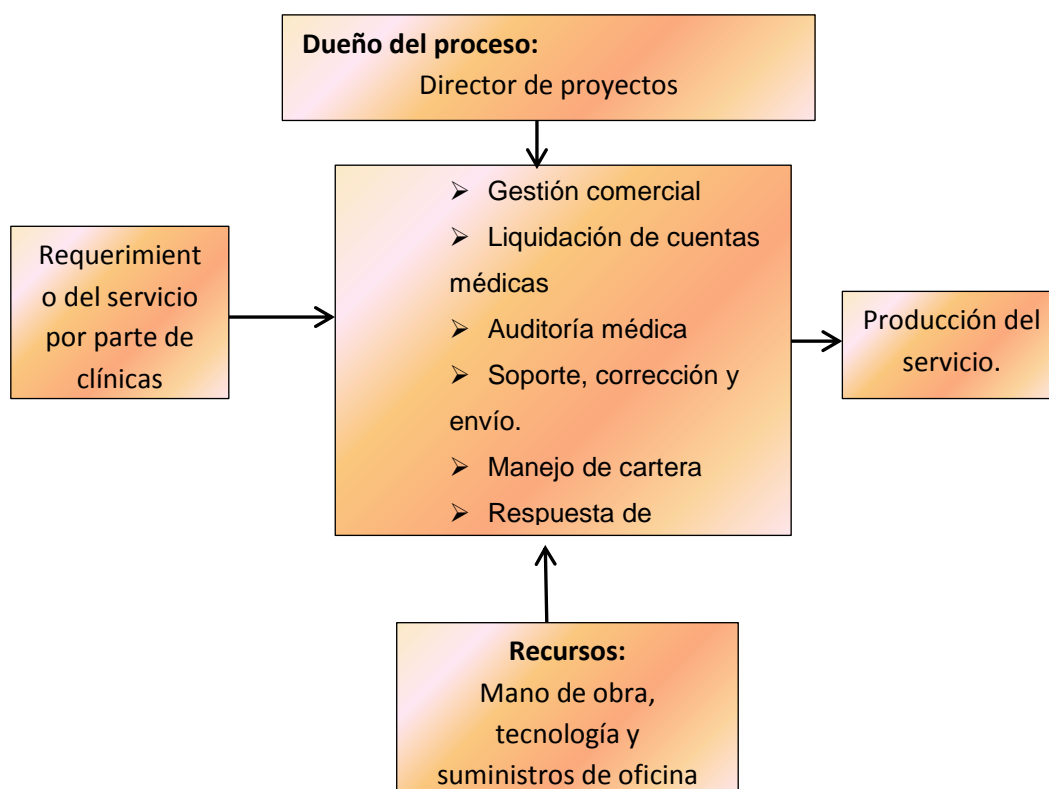 Dueño del proceso:
Director de proyectos
➢ Gestión comercial
➢ Liquidación de cuentas
médicas
➢ Auditoría médica
➢ Soporte, corrección y
envío.
➢ Manejo de cartera
➢ Respuesta de
Requerimient
o del servicio
por parte de
clínicas
Producción del
servicio.
Recursos:
Mano de obra,
tecnología y
suministros de oficina